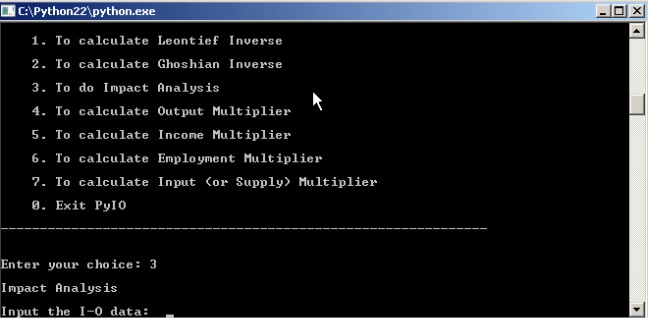 C:\Python22\python.exe
1. To calculate Leontief Inverse
2. To calculate Ghoshian Inverse
3. To do Impact Analysis
4. To calculate Output Multiplier
5. To calculate Income Multiplier
6. To calculate Employment Multiplier
7. To calculate Input (or Supply) Multiplier
0. Exit PyIO
--------------------------------------------------------------
Enter your choice: 3
Impact Analysis
Input the I-O data: _